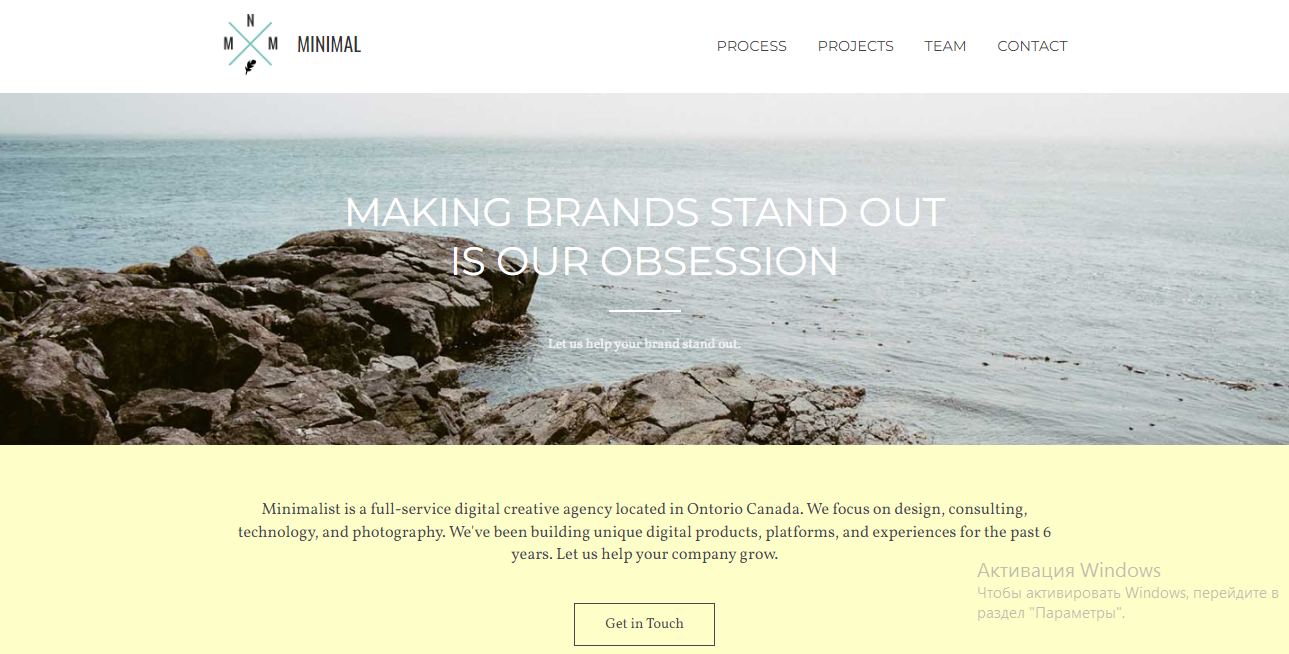 N
M M
MINIMAL
PROCESS PROJECTS TEAM CONTACT
MAKING BRANDS STAND OUT
IS OUR OBSESSION
Let us help your brand stand out.
Minimalist is a full-service digital creative agency located in Ontorio Canada. We focus on design, consulting,
technology, and photography. We've been building unique digital products, platforms, and experiences for the past 6
years. Let us help your company grow.
Get in Touch
Активация Windows
Чтобы активировать Windows, перейдите в
раздел "Параметры".